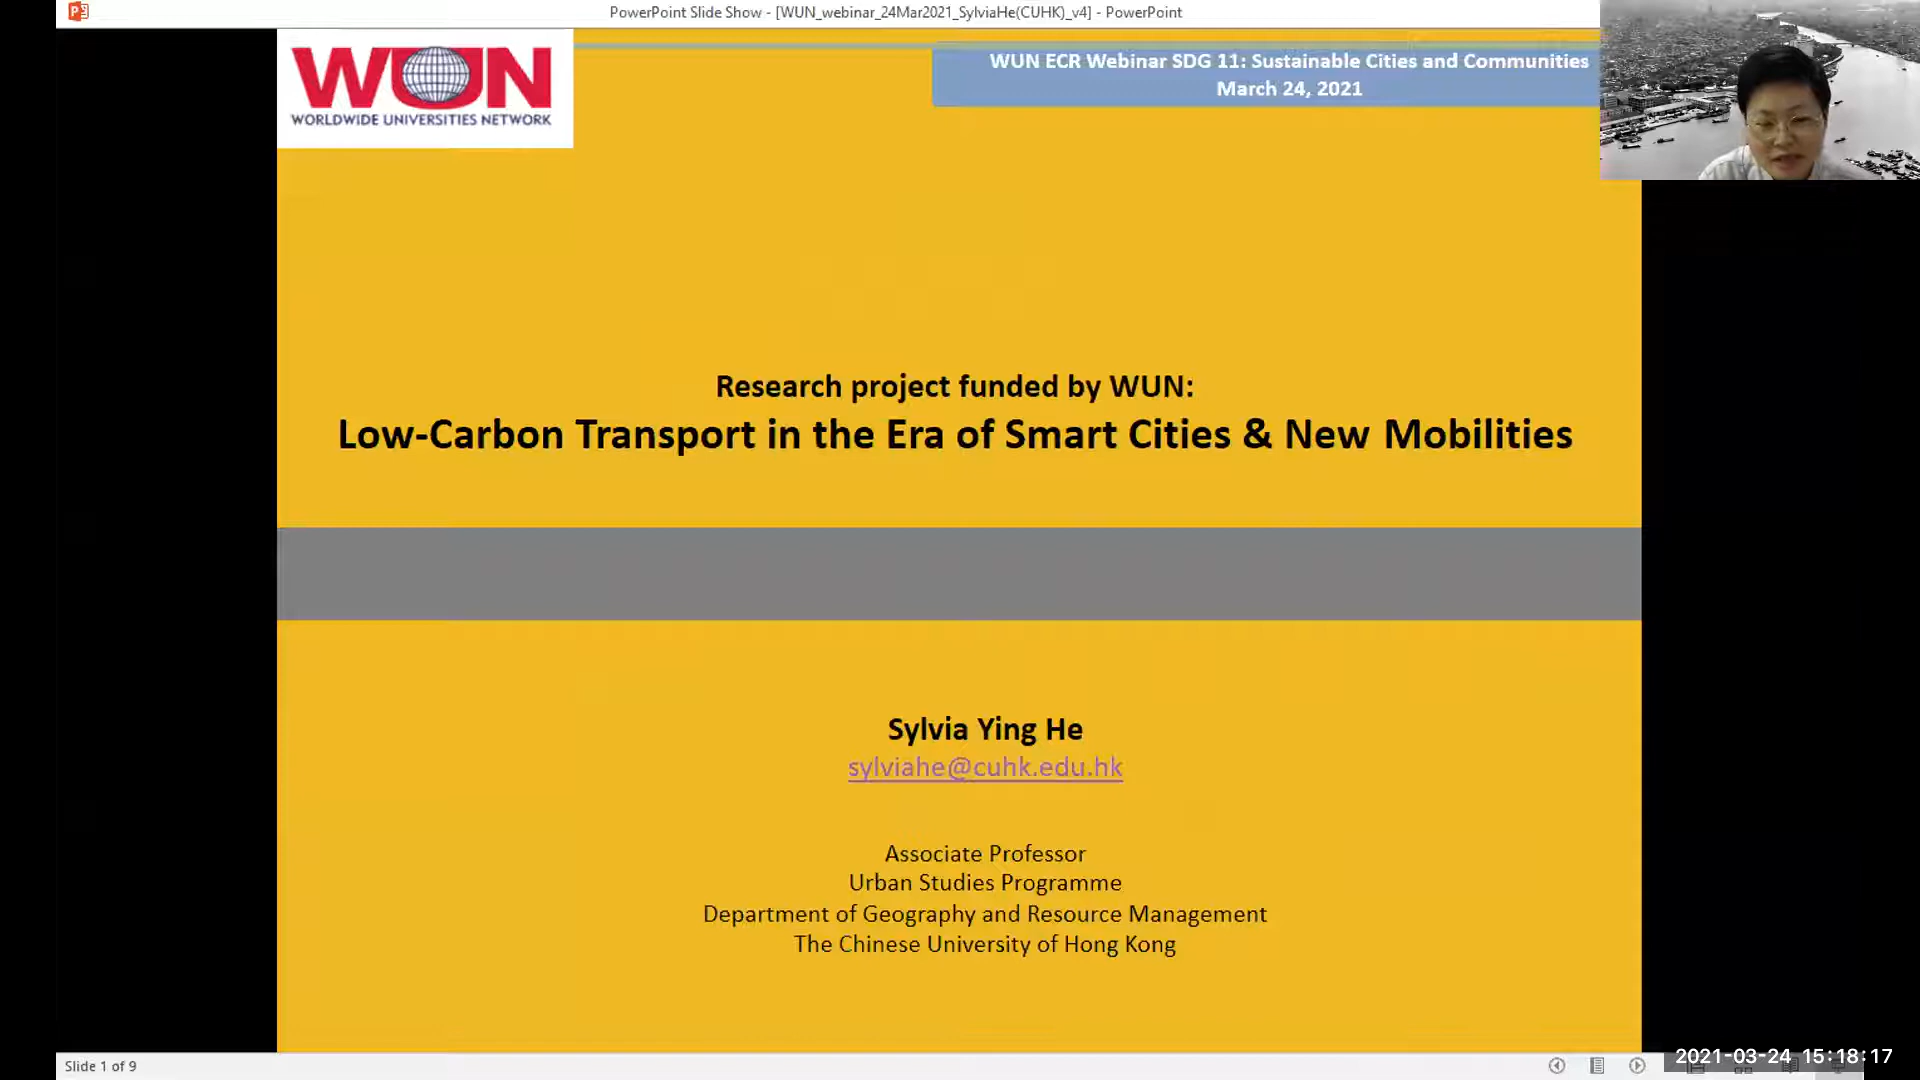 PowerPoint Slide Show - [WUN_webinar_24Mar2021_SylviaHe(CUHK)_v4] - PowerPoint
WUN
WORLDWIDE UNIVERSITIES NETWORK
WUN ECR Webinar SDG 11: Sustainable Cities and Communities
March 24, 2021
Research project funded by WUN:
Low-Carbon Transport in the Era of Smart Cities & New Mobilities
Sylvia Ying He
sylviahe@cuhk.edu.hk
Associate Professor
Urban Studies Programme
Department of Geography and Resource Management
The Chinese University of Hong Kong
Slide 1 of 9
2021-03-24 15:18:17